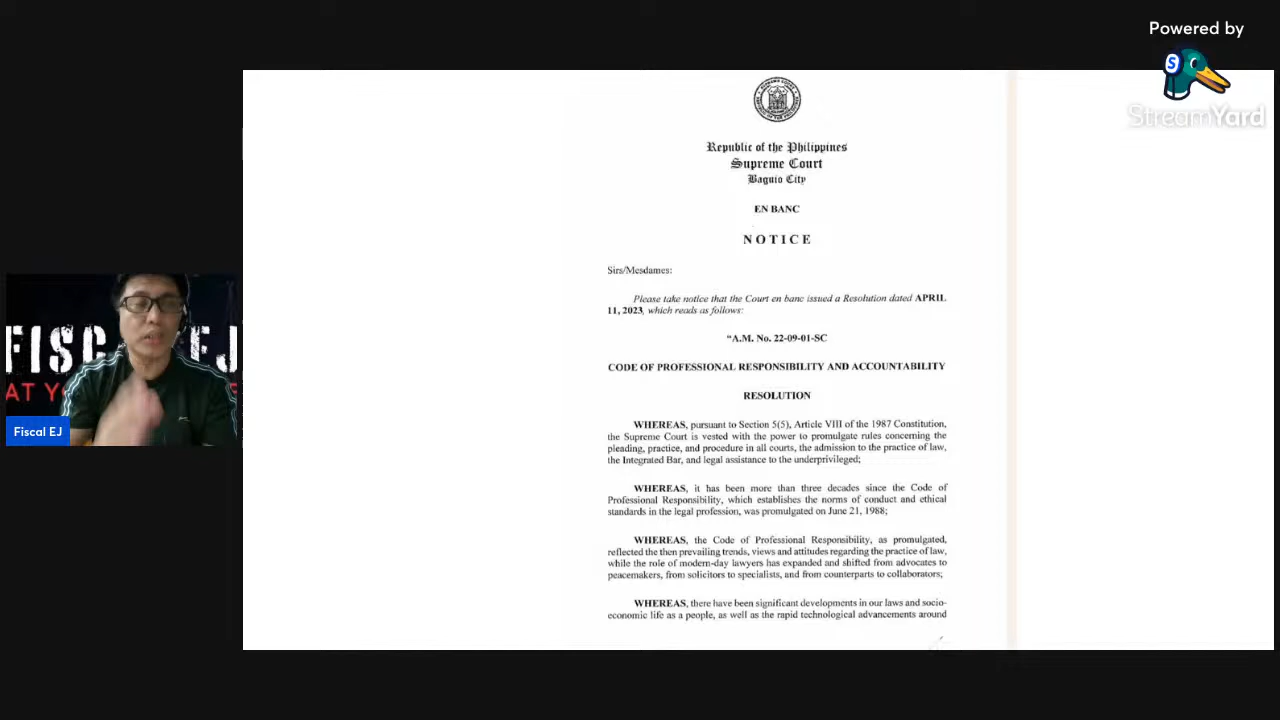 Powered by
StreamYard
Republic of the Philippines
Supreme Court
Baguio City
EN BANC
NOTICE
Sirs/Mesdames:
Please take notice that the Court en banc issued a Resolution dated APRIL
11, 2023, which reads as follows:
"A.M. No. 22-09-01-SC
CODE OF PROFESSIONAL RESPONSIBILITY AND ACCOUNTABILITY
RESOLUTION
WHEREAS, pursuant to Section 5(5), Article VIII of the 1987 Constitution,
the Supreme Court is vested with the power to promulgate rules concerning the
pleading, practice, and procedure in all courts, the admission to the practice of law,
the Integrated Bar, and legal assistance to the underprivileged;
WHEREAS, it has been more than three decades since the Code of
Professional Responsibility, which establishes the norms of conduct and ethical
standards in the legal profession, was promulgated on June 21, 1988;
WHEREAS, the Code of Professional Responsibility, as promulgated,
reflected the then prevailing trends, views and attitudes regarding the practice of law,
while the role of modern-day lawyers has expanded and shifted from advocates to
peacemakers, from solicitors to specialists, and from counterparts to collaborators;
WHEREAS, there have been significant developments in our laws and socio-
economic life as a people, as well as the rapid technological advancements around
FISC EJ
AT Y
Fiscal EJ